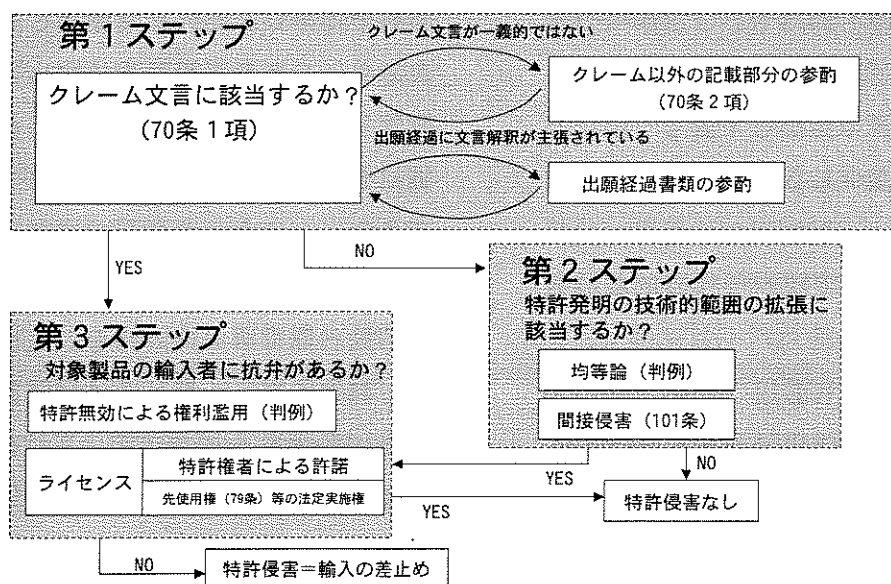 第1ステップ
クレーム文言が一義的ではない
クレーム文言に該当するか？
(70条1項)
クレーム以外の記載部分の参酌
(70条2項)
出願経過に文言解釈が主張されている
出願経過書類の参酌
YES
NO
第2ステップ
特許発明の技術的範囲の拡張に
該当するか？
均等論（判例）
間接侵害（101条）
第3ステップ
対象製品の輸入者に抗弁があるか？
特許無効による権利濫用（判例）
ライセンス
特許権者による許諾
先使用権（79条）等の法定実施権
YES
NO
YES
特許侵害なし
NO
特許侵害＝輸入の差止め